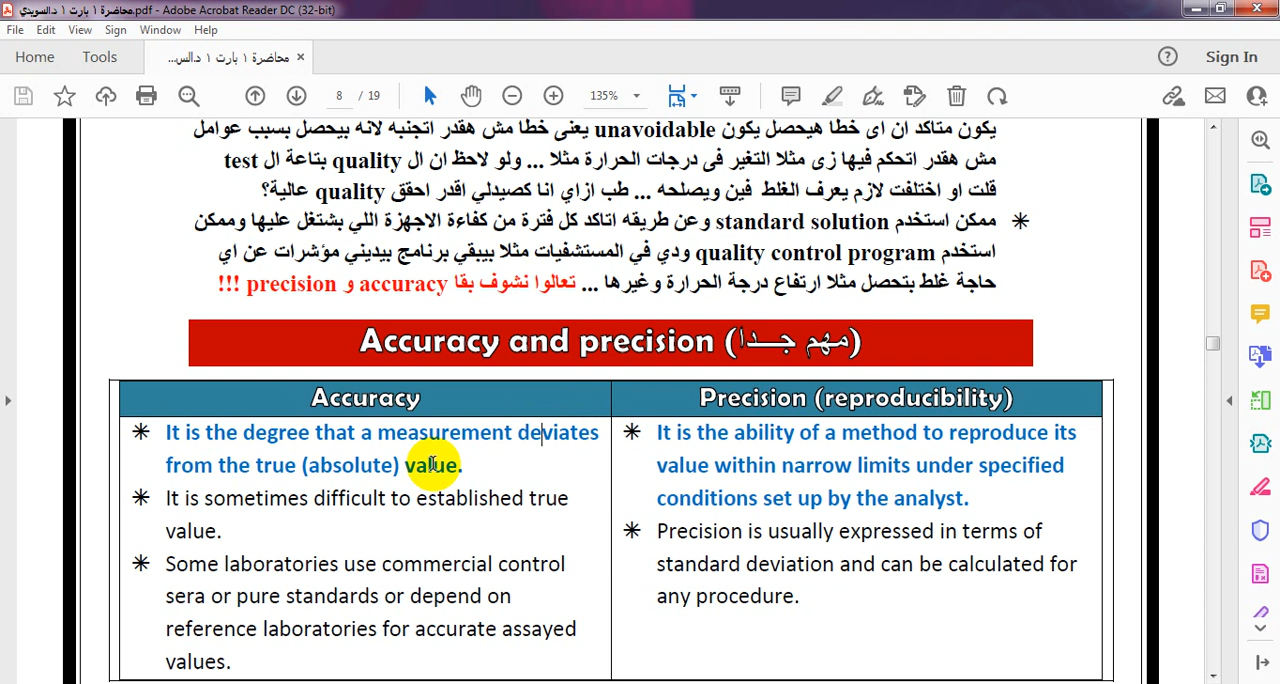 محاضرة ١ بارت ١ د.السويدي.pdf - Adobe Acrobat Reader DC (32-bit)
File Edit View Sign Window Help
Home Tools محاضرة ١ بارت ١ د.الس... × Sign In
8 / 19 135%
يكون متاكد ان اى خطا هيحصل يكون unavoidable يعنى خطا مش هقدر اتجنبه لانه بيحصل بسبب عوامل
مش هقدر اتحكم فيها زى مثلا التغير فى درجات الحرارة مثلا ... ولو لاحظ ان ال quality بتاعة ال test
قلت او اختلفت لازم يعرف الغلط فين ويصلحه ... طب ازاي انا كصيدلي اقدر احقق quality عالية؟
✳ ممكن استخدم standard solution وعن طريقه اتاكد كل فترة من كفاءة الاجهزة اللي بشتغل عليها وممكن
استخدم quality control program ودي في المستشفيات مثلا بيبقي برنامج بيديني مؤشرات عن اي
حاجة غلط بتحصل مثلا ارتفاع درجة الحرارة وغيرها ... تعالوا نشوف بقا accuracy و precision !!!
Accuracy and precision (مهم جـــدا)
Accuracy
✳ It is the degree that a measurement deviates
from the true (absolute) value.
✳ It is sometimes difficult to established true
value.
✳ Some laboratories use commercial control
sera or pure standards or depend on
reference laboratories for accurate assayed
values.
Precision (reproducibility)
✳ It is the ability of a method to reproduce its
value within narrow limits under specified
conditions set up by the analyst.
✳ Precision is usually expressed in terms of
standard deviation and can be calculated for
any procedure.